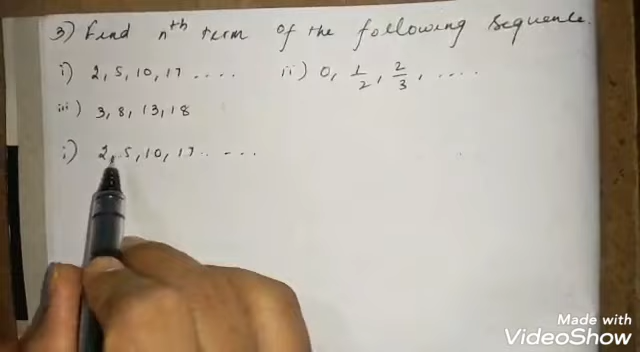 3) Find nth term of the following sequence.
i) 2, 5, 10, 17 .... ii) 0, 1/2, 2/3, ....
iii) 3, 8, 13, 18
i) 2, 5, 10, 17 .....
Made with
VideoShow